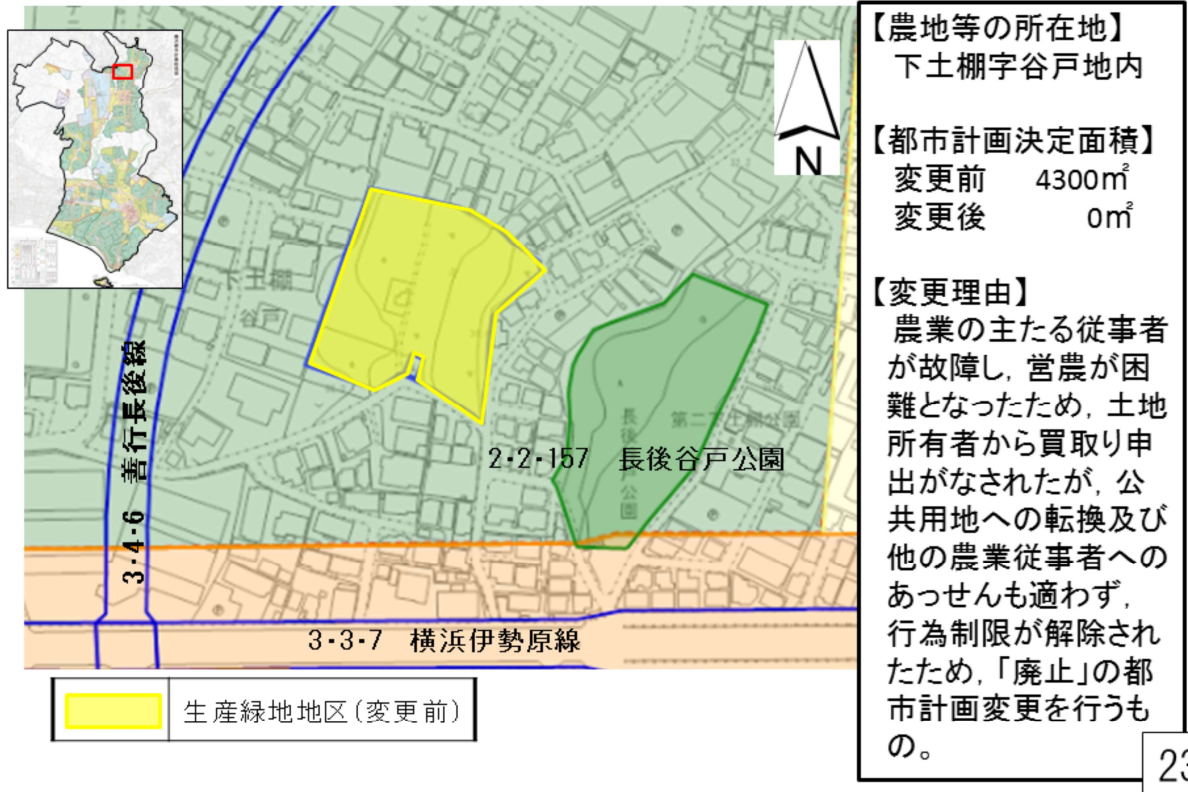 【農地等の所在地】
下土棚字谷戸地内
【都市計画決定面積】
変更前 4300㎡
変更後 0㎡
【変更理由】
農業の主たる従事者
が故障し，営農が困
難となったため，土地
所有者から買取り申
出がなされたが，公
共用地への転換及び
他の農業従事者への
あっせんも適わず，
行為制限が解除され
たため，「廃止」の都
市計画変更を行うも
の。
N
下土棚
谷戸
3・4・6 善行長後線
2・2・157 長後谷戸公園
3・3・7 横浜伊勢原線
生産緑地地区（変更前）